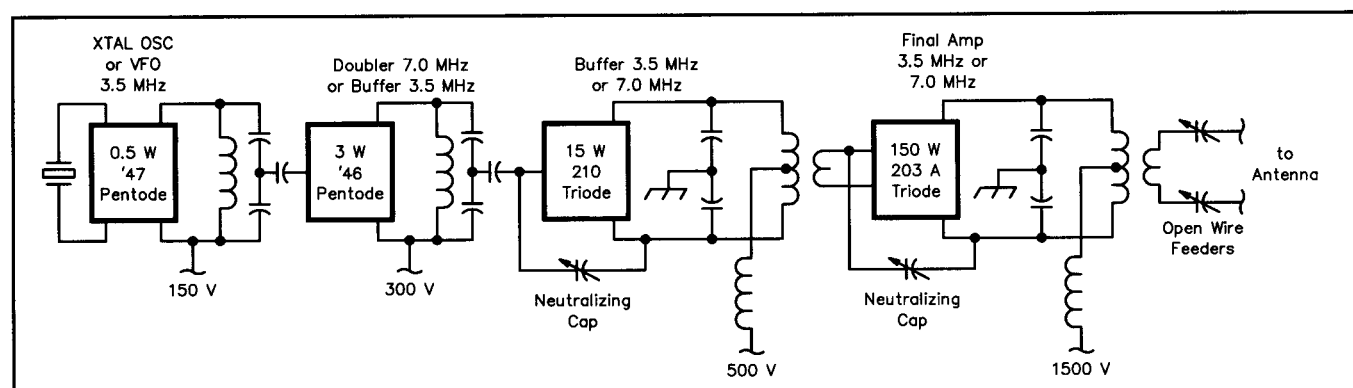 XTAL OSC
or VFO
3.5 MHz
Doubler 7.0 MHz
or Buffer 3.5 MHz
Buffer 3.5 MHz
or 7.0 MHz
Final Amp
3.5 MHz or
7.0 MHz
0.5 W
'47
Pentode
3 W
'46
Pentode
15 W
210
Triode
150 W
203 A
Triode
to
Antenna
Open Wire
Feeders
150 V
300 V
Neutralizing
Cap
500 V
Neutralizing
Cap
1500 V